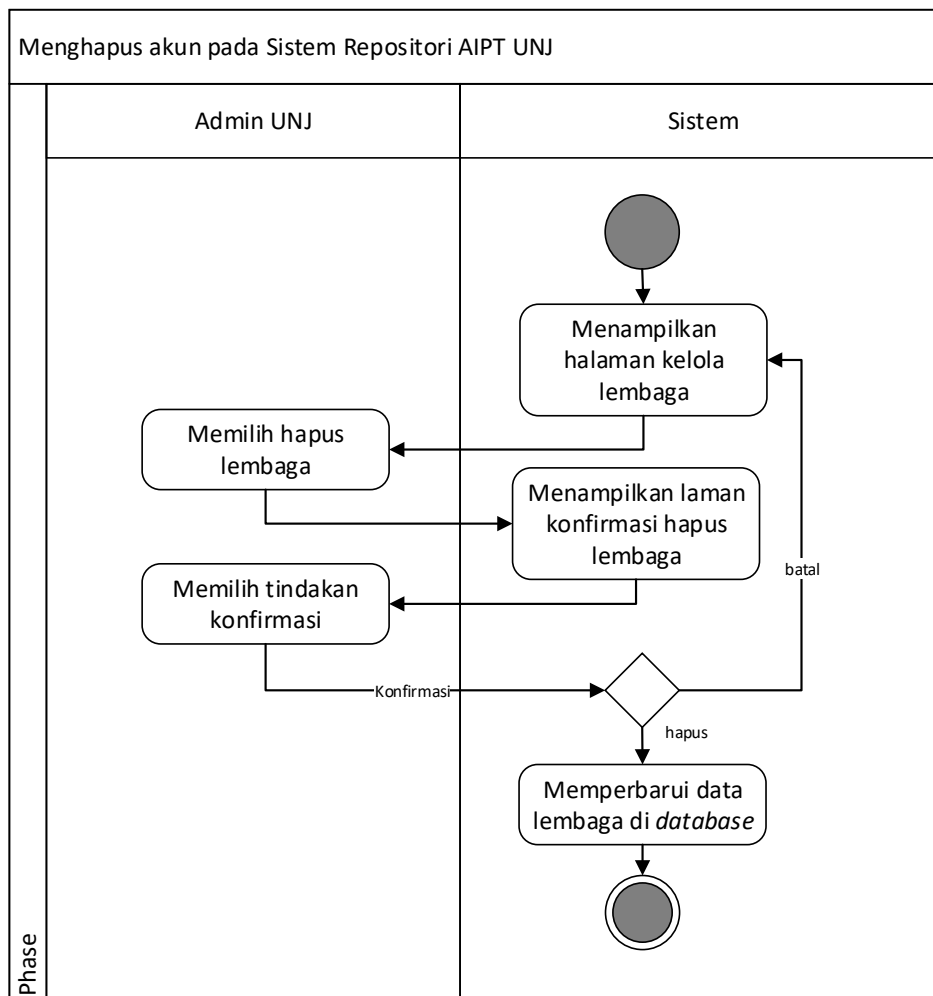 Menghapus akun pada Sistem Repositori AIPT UNJ
Admin UNJ
Sistem
Menampilkan
halaman kelola
lembaga
Memilih hapus
lembaga
Menampilkan laman
konfirmasi hapus
lembaga
batal
Memilih tindakan
konfirmasi
Konfirmasi
hapus
Memperbarui data
lembaga di database
Phase